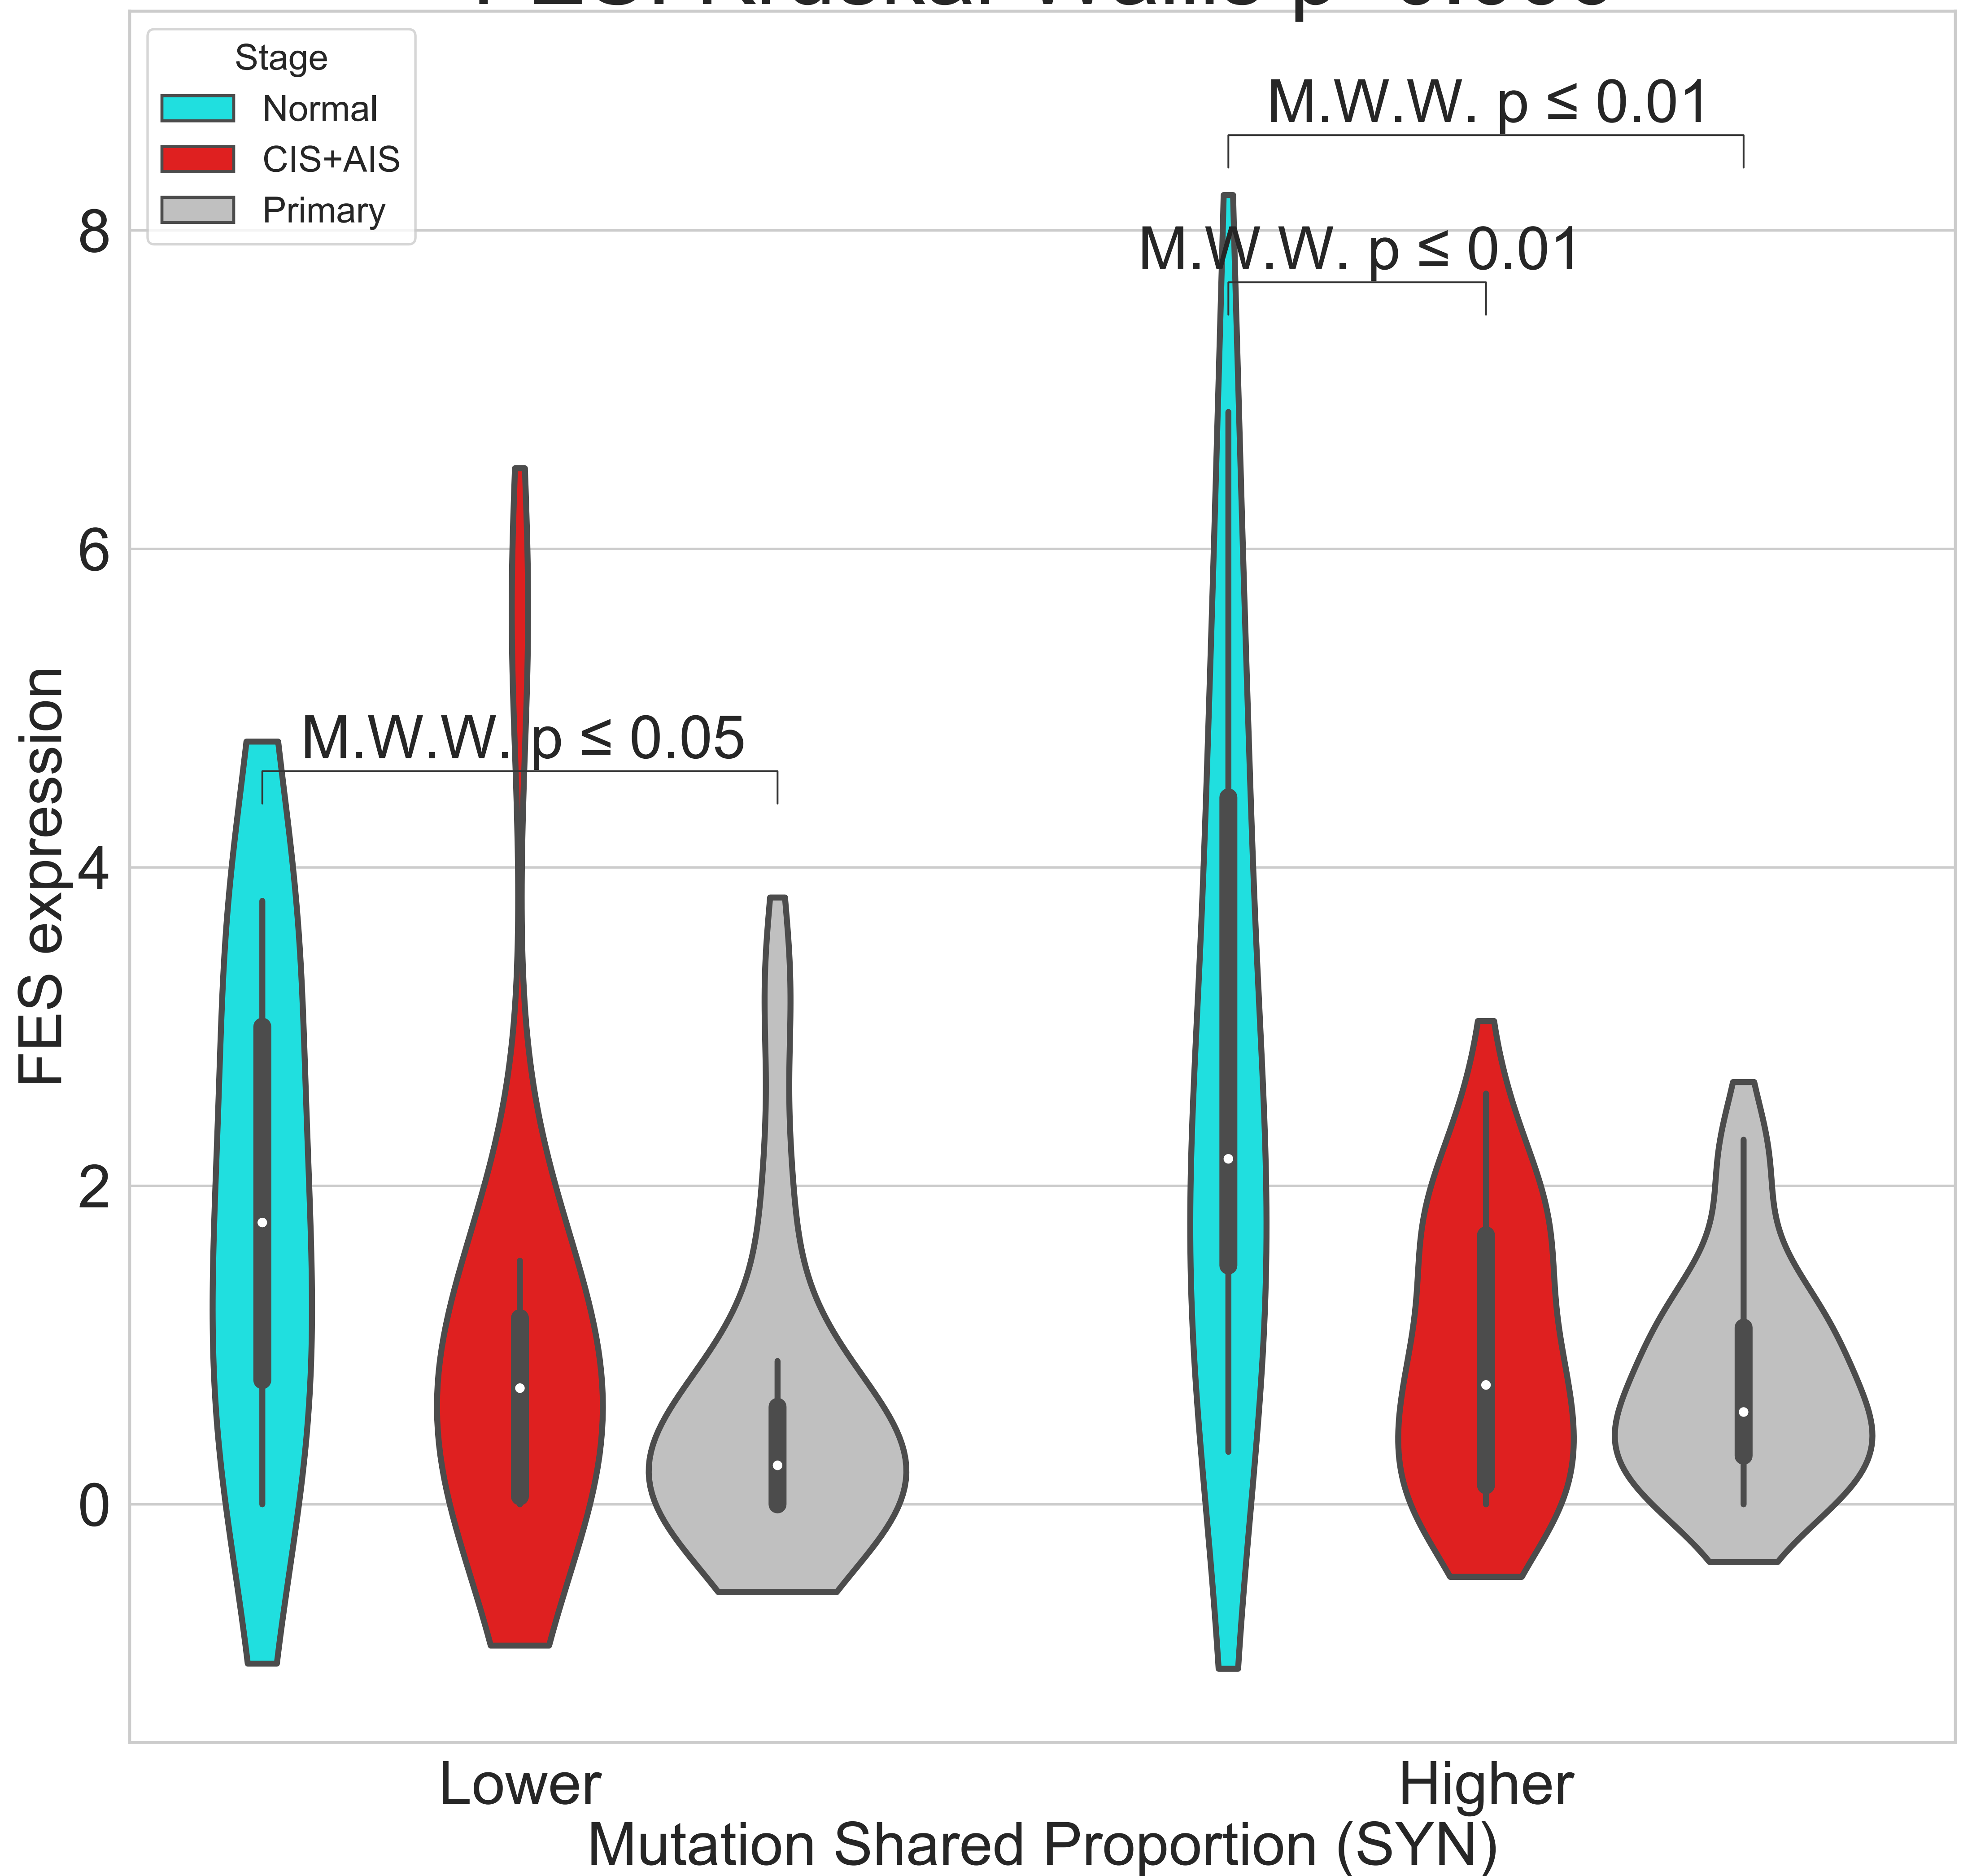 Stage
Normal
CIS+AIS
Primary
M.W.W. p ≤ 0.01
M.W.W. p ≤ 0.01
M.W.W. p ≤ 0.05
8
6
4
2
0
FES expression
Lower
Higher
Mutation Shared Proportion (SYN)